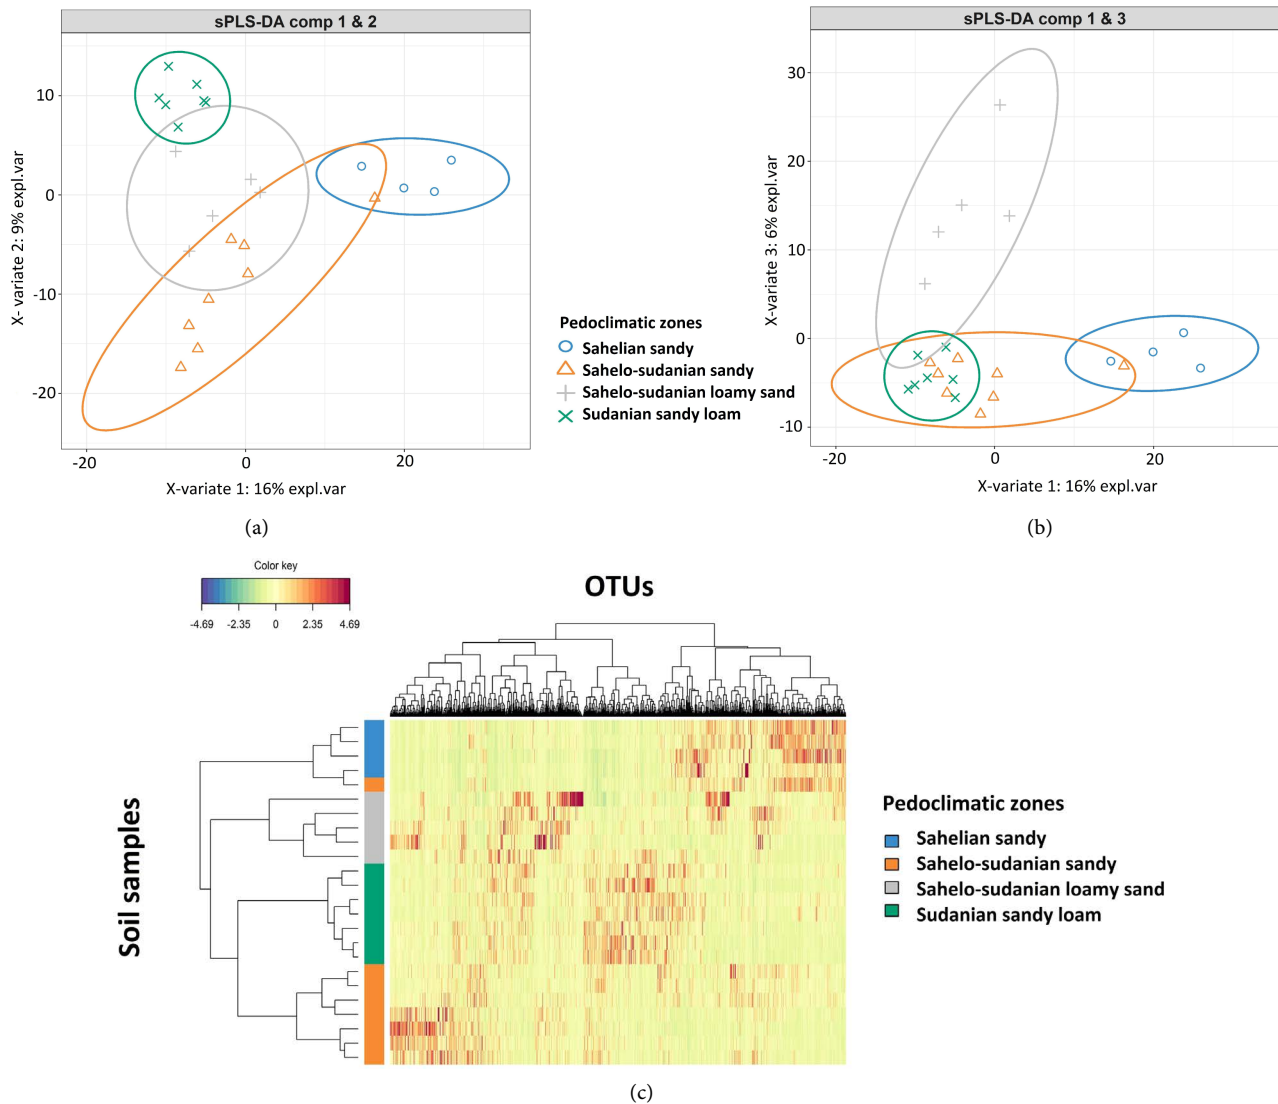 sPLS-DA comp 1 & 2
10
0
-10
-20
X- variate 2: 9% expl.var
-20
0
20
X-variate 1: 16% expl.var
(a)
Pedoclimatic zones
Sahelian sandy
Sahelo-sudanian sandy
Sahelo-sudanian loamy sand
Sudanian sandy loam
sPLS-DA comp 1 & 3
30
20
10
0
-10
X-variate 3: 6% expl.var
-20
0
20
X-variate 1: 16% expl.var
(b)
Color key
-4.69
-2.35
0
2.35
4.69
OTUs
Soil samples
Pedoclimatic zones
Sahelian sandy
Sahelo-sudanian sandy
Sahelo-sudanian loamy sand
Sudanian sandy loam
(c)